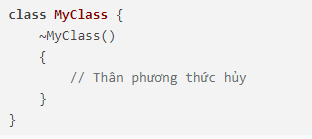 class MyClass {
    ~MyClass()
    {
        // Thân phương thức hủy
    }
}